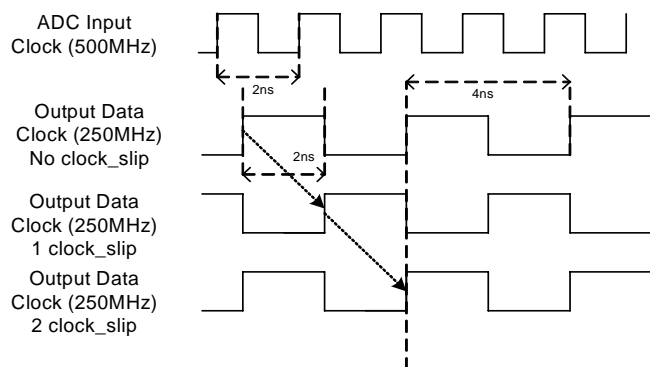 ADC Input
Clock (500MHz)
2ns
4ns
Output Data
Clock (250MHz)
No clock_slip
2ns
Output Data
Clock (250MHz)
1 clock_slip
Output Data
Clock (250MHz)
2 clock_slip